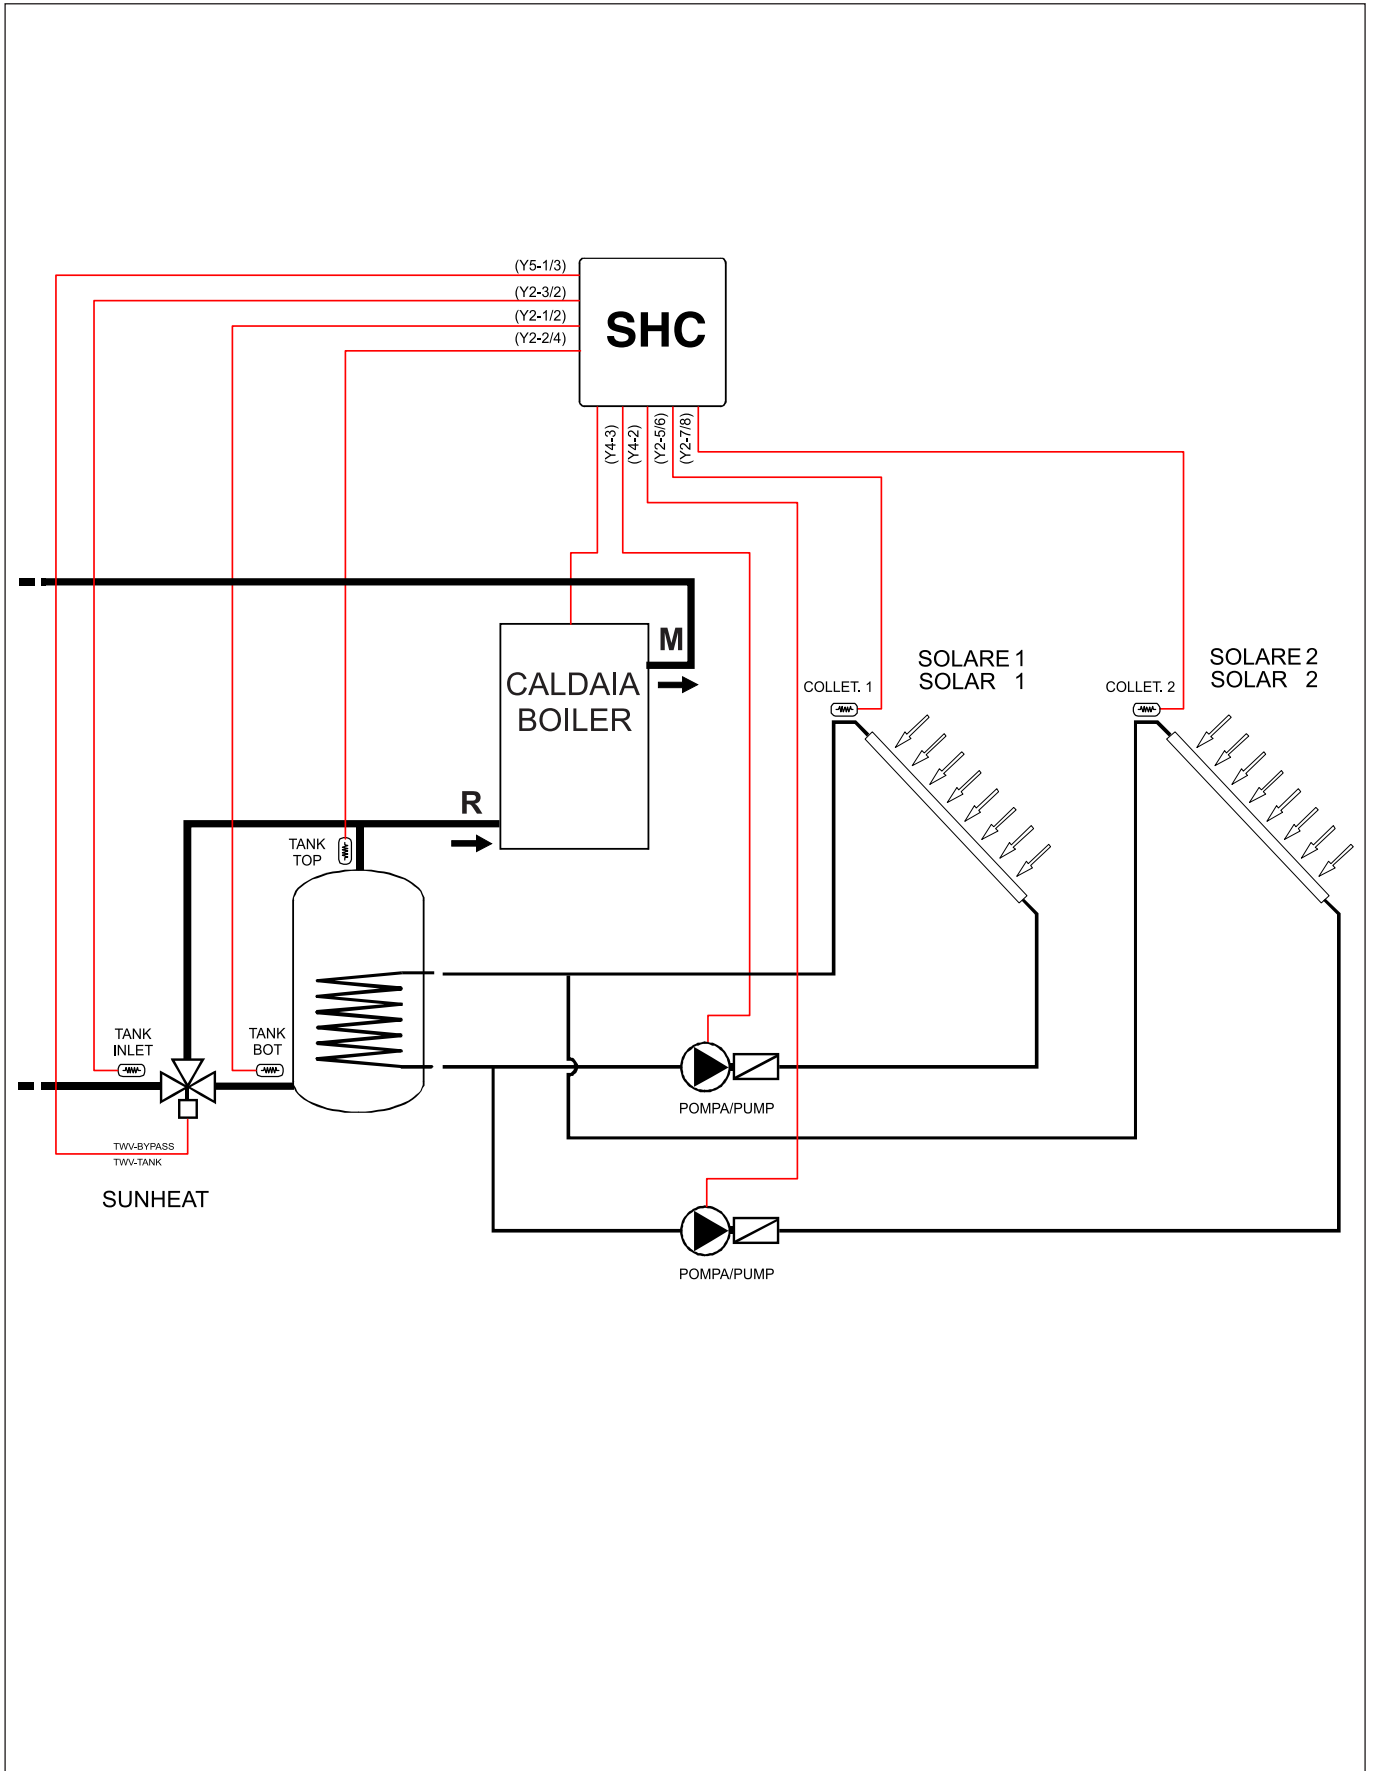 (Y5-1/3)
(Y2-3/2)
(Y2-1/2)
(Y2-2/4)
SHC
(Y4-3)
(Y4-2)
(Y2-5/6)
(Y2-7/8)
M
CALDAIA
BOILER
R
SOLARE 1
SOLAR 1
COLLET. 1
SOLARE 2
SOLAR 2
COLLET. 2
TANK
TOP
TANK
INLET
TANK
BOT
TWV-BYPASS
TWV-TANK
SUNHEAT
POMPA/PUMP
POMPA/PUMP